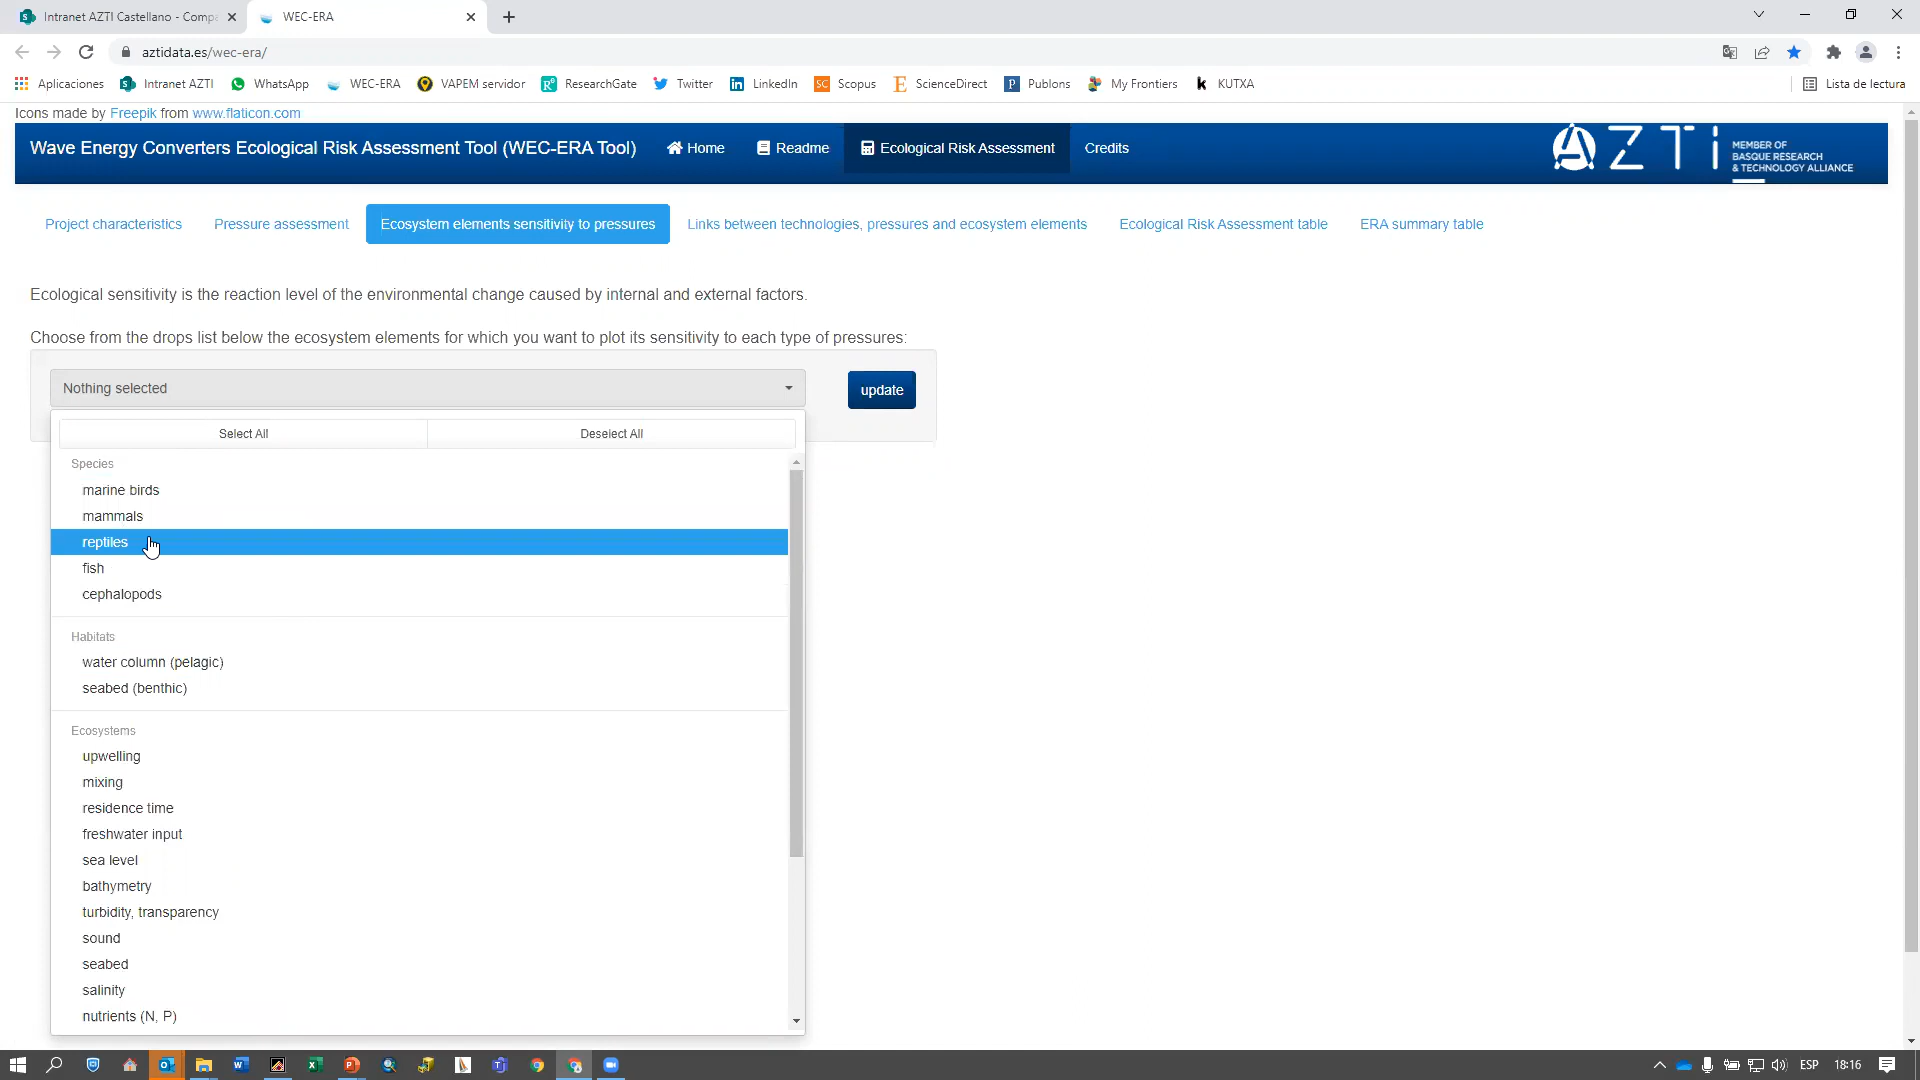 Intranet AZTI Castellano - Comp
WEC-ERA
aztidata.es/wec-era/
Aplicaciones
Intranet AZTI
WhatsApp
WEC-ERA
VAPEM servidor
ResearchGate
Twitter
LinkedIn
Scopus
ScienceDirect
Publons
My Frontiers
KUTXA
Lista de lectura
Icons made by Freepik from www.flaticon.com
Wave Energy Converters Ecological Risk Assessment Tool (WEC-ERA Tool)
Home
Readme
Ecological Risk Assessment
Credits
AZTi
MEMBER OF
BASQUE RESEARCH
& TECHNOLOGY ALLIANCE
Project characteristics
Pressure assessment
Ecosystem elements sensitivity to pressures
Links between technologies, pressures and ecosystem elements
Ecological Risk Assessment table
ERA summary table
Ecological sensitivity is the reaction level of the environmental change caused by internal and external factors.
Choose from the drops list below the ecosystem elements for which you want to plot its sensitivity to each type of pressures:
Nothing selected
update
Select All
Deselect All
Species
marine birds
mammals
reptiles
fish
cephalopods
Habitats
water column (pelagic)
seabed (benthic)
Ecosystems
upwelling
mixing
residence time
freshwater input
sea level
bathymetry
turbidity, transparency
sound
seabed
salinity
nutrients (N, P)
ESP
18:16